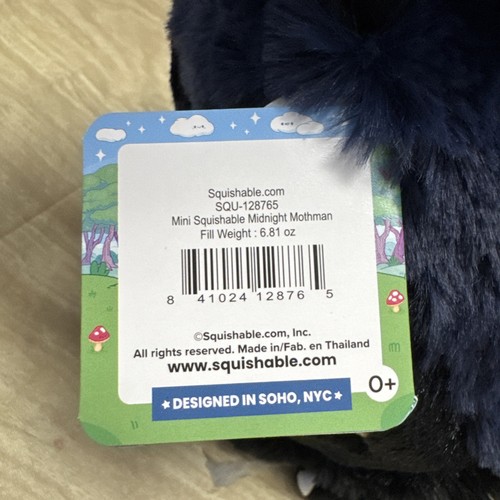 Squishable.com
SQU-128765
Mini Squishable Midnight Mothman
Fill Weight : 6.81 oz
8 41024 12876 5
©Squishable.com, Inc.
All rights reserved. Made in/Fab. en Thailand
www.squishable.com
0+
★ DESIGNED IN SOHO, NYC ★